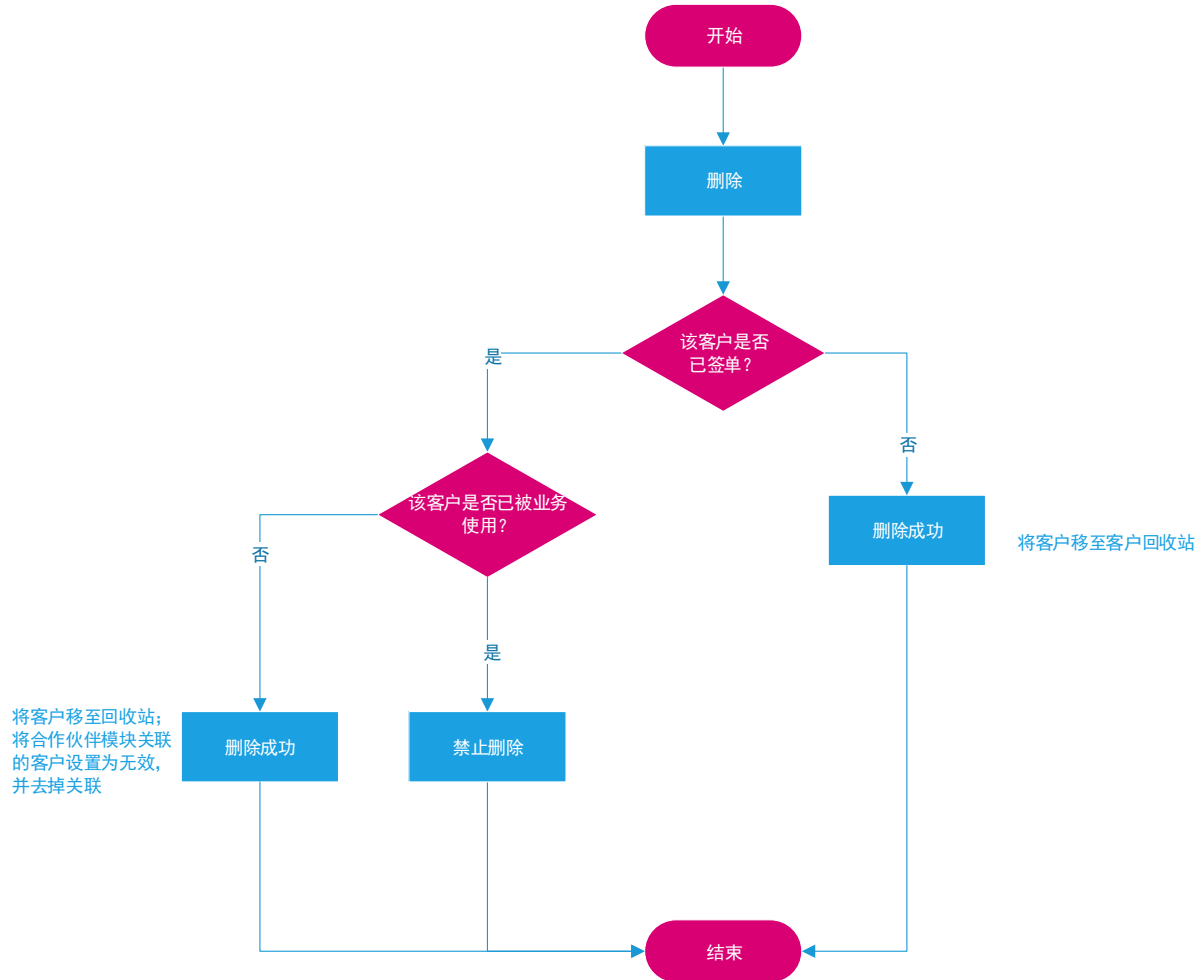 开始
删除
该客户是否
已签单？
是
否
该客户是否已被业务
使用？
删除成功
将客户移至客户回收站
否
是
将客户移至回收站；
将合作伙伴模块关联
的客户设置为无效，
并去掉关联
删除成功
禁止删除
结束